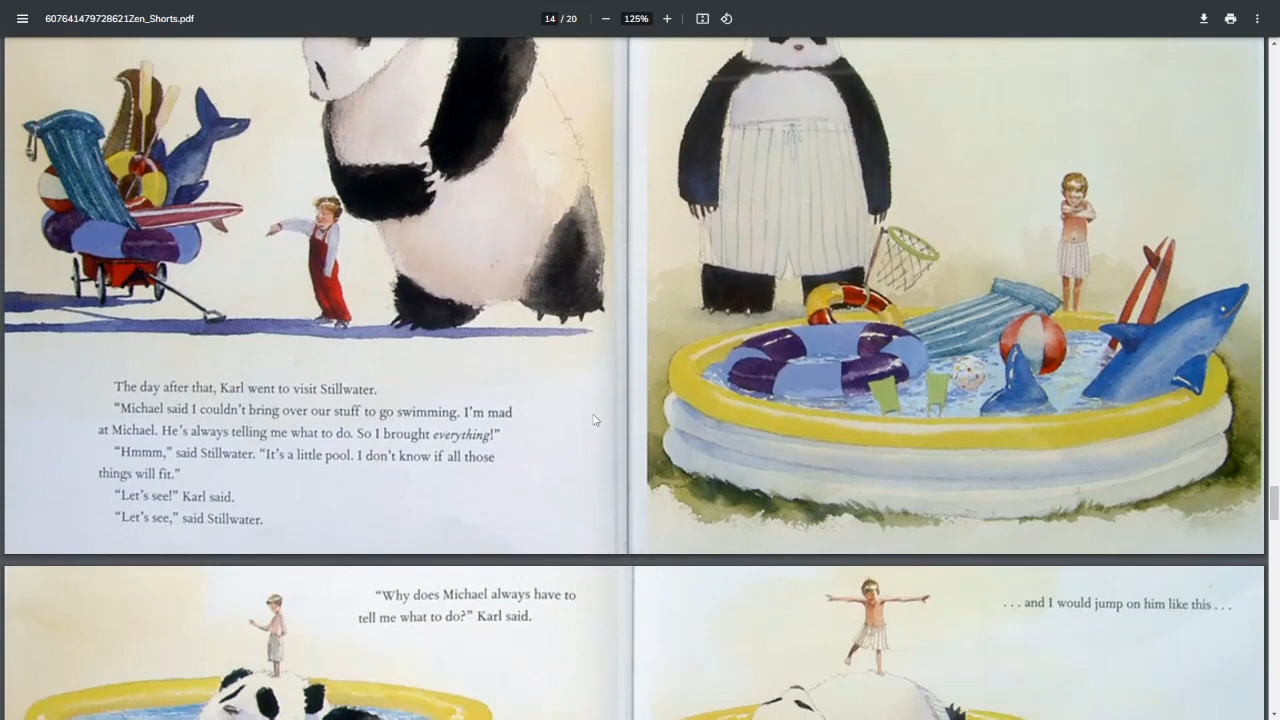 607641479728621Zen_Shorts.pdf
14 / 20
125%
The day after that, Karl went to visit Stillwater.
“Michael said I couldn’t bring over our stuff to go swimming. I’m mad
at Michael. He’s always telling me what to do. So I brought everything!”
“Hmmm,” said Stillwater. “It’s a little pool. I don’t know if all those
things will fit.”
“Let’s see!” Karl said.
“Let’s see,” said Stillwater.
“Why does Michael always have to
tell me what to do?” Karl said.
. . . and I would jump on him like this . . .